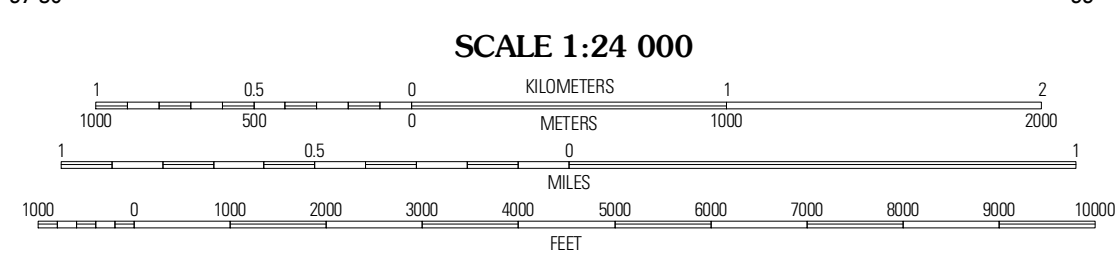 SCALE 1:24 000
1 0.5 0 KILOMETERS 1 2
1000 500 0 METERS 1000 2000
1 0.5 0 1
MILES
1000 0 1000 2000 3000 4000 5000 6000 7000 8000 9000 10000
FEET